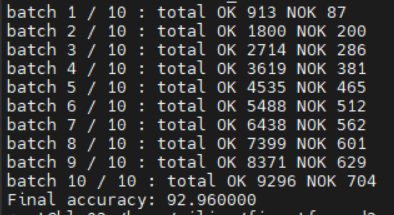 batch 1 / 10 : total OK 913 NOK 87
batch 2 / 10 : total OK 1800 NOK 200
batch 3 / 10 : total OK 2714 NOK 286
batch 4 / 10 : total OK 3619 NOK 381
batch 5 / 10 : total OK 4535 NOK 465
batch 6 / 10 : total OK 5488 NOK 512
batch 7 / 10 : total OK 6438 NOK 562
batch 8 / 10 : total OK 7399 NOK 601
batch 9 / 10 : total OK 8371 NOK 629
batch 10 / 10 : total OK 9296 NOK 704
Final accuracy: 92.960000